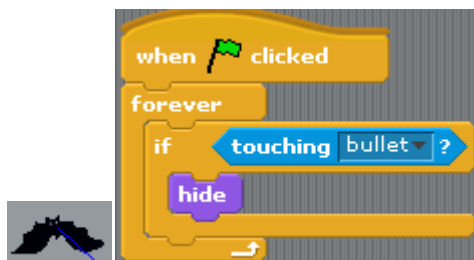 when clicked
forever
if touching bullet ?
hide